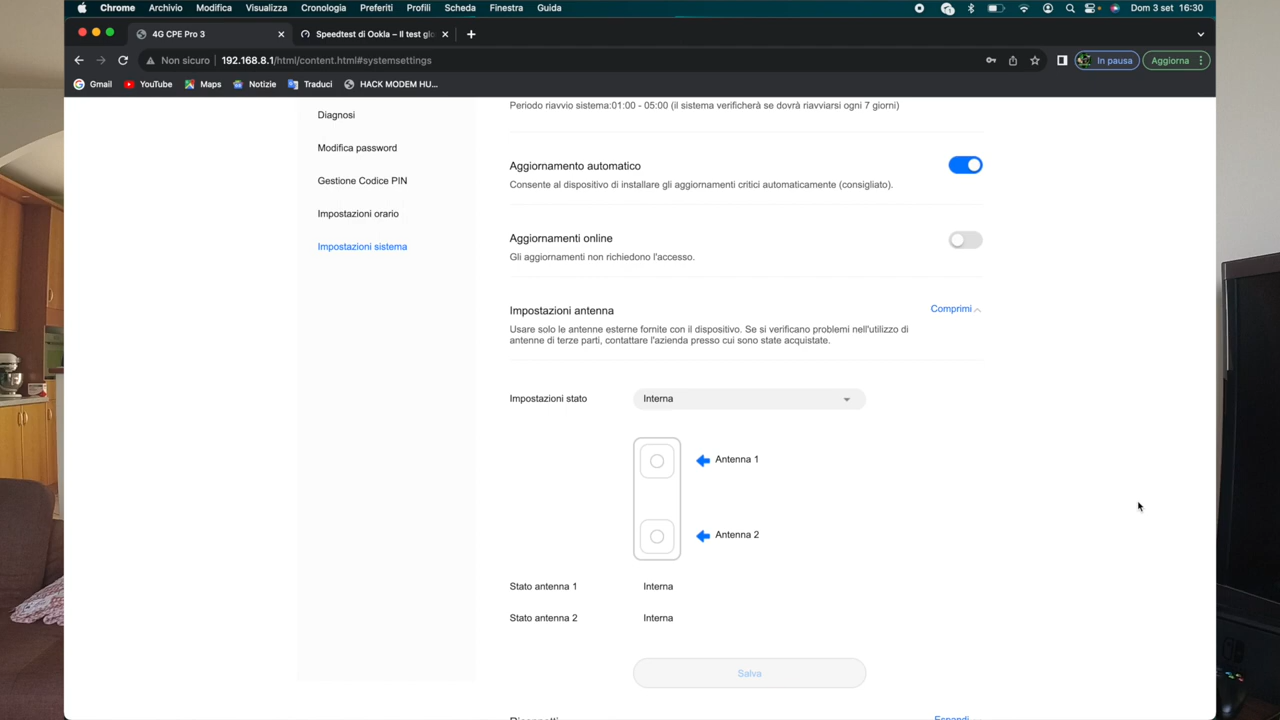 Chrome Archivio Modifica Visualizza Cronologia Preferiti Profili Scheda Finestra Guida Dom 3 set 16:30
4G CPE Pro 3 Speedtest di Ookla – Il test glo
Non sicuro 192.168.8.1/html/content.html#systemsettings In pausa Aggiorna
Gmail YouTube Maps Notizie Traduci HACK MODEM HU...
Diagnosi
Modifica password
Gestione Codice PIN
Impostazioni orario
Impostazioni sistema
Periodo riavvio sistema:01:00 - 05:00 (il sistema verificherà se dovrà riavviarsi ogni 7 giorni)
Aggiornamento automatico
Consente al dispositivo di installare gli aggiornamenti critici automaticamente (consigliato).
Aggiornamenti online
Gli aggiornamenti non richiedono l'accesso.
Impostazioni antenna Comprimi
Usare solo le antenne esterne fornite con il dispositivo. Se si verificano problemi nell'utilizzo di
antenne di terze parti, contattare l'azienda presso cui sono state acquistate.
Impostazioni stato Interna
Antenna 1
Antenna 2
Stato antenna 1 Interna
Stato antenna 2 Interna
Salva
Espandi